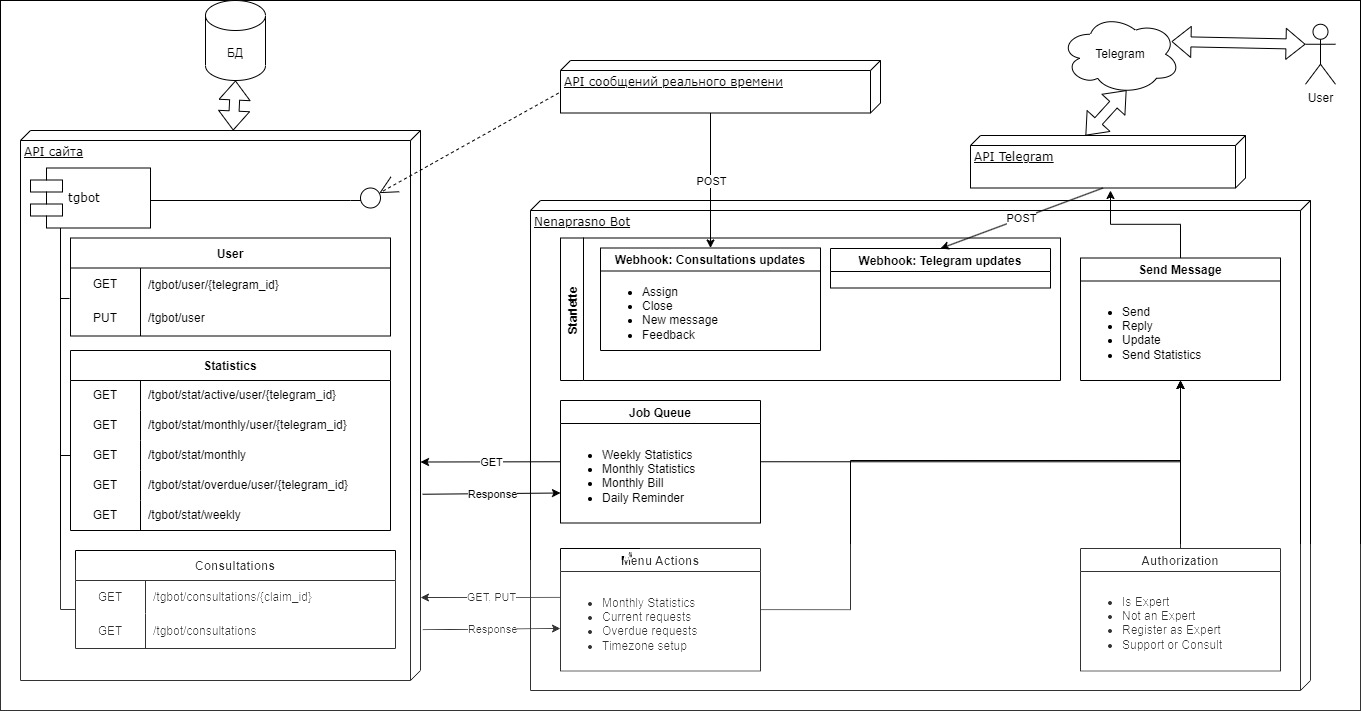 БД
API сообщений реального времени
Telegram
User
API сайта
tgbot
POST
API Telegram
POST
Nenaprasno Bot
User
GET
/tgbot/user/{telegram_id}
PUT
/tgbot/user
Statistics
GET
/tgbot/stat/active/user/{telegram_id}
GET
/tgbot/stat/monthly/user/{telegram_id}
GET
/tgbot/stat/monthly
GET
/tgbot/stat/overdue/user/{telegram_id}
GET
/tgbot/stat/weekly
Consultations
GET
/tgbot/consultations/{claim_id}
GET
/tgbot/consultations
Starlette
Webhook: Consultations updates
Assign
Close
New message
Feedback
Webhook: Telegram updates
Send Message
Send
Reply
Update
Send Statistics
GET
Response
Job Queue
Weekly Statistics
Monthly Statistics
Monthly Bill
Daily Reminder
GET, PUT
Response
Menu Actions
Monthly Statistics
Current requests
Overdue requests
Timezone setup
Authorization
Is Expert
Not an Expert
Register as Expert
Support or Consult